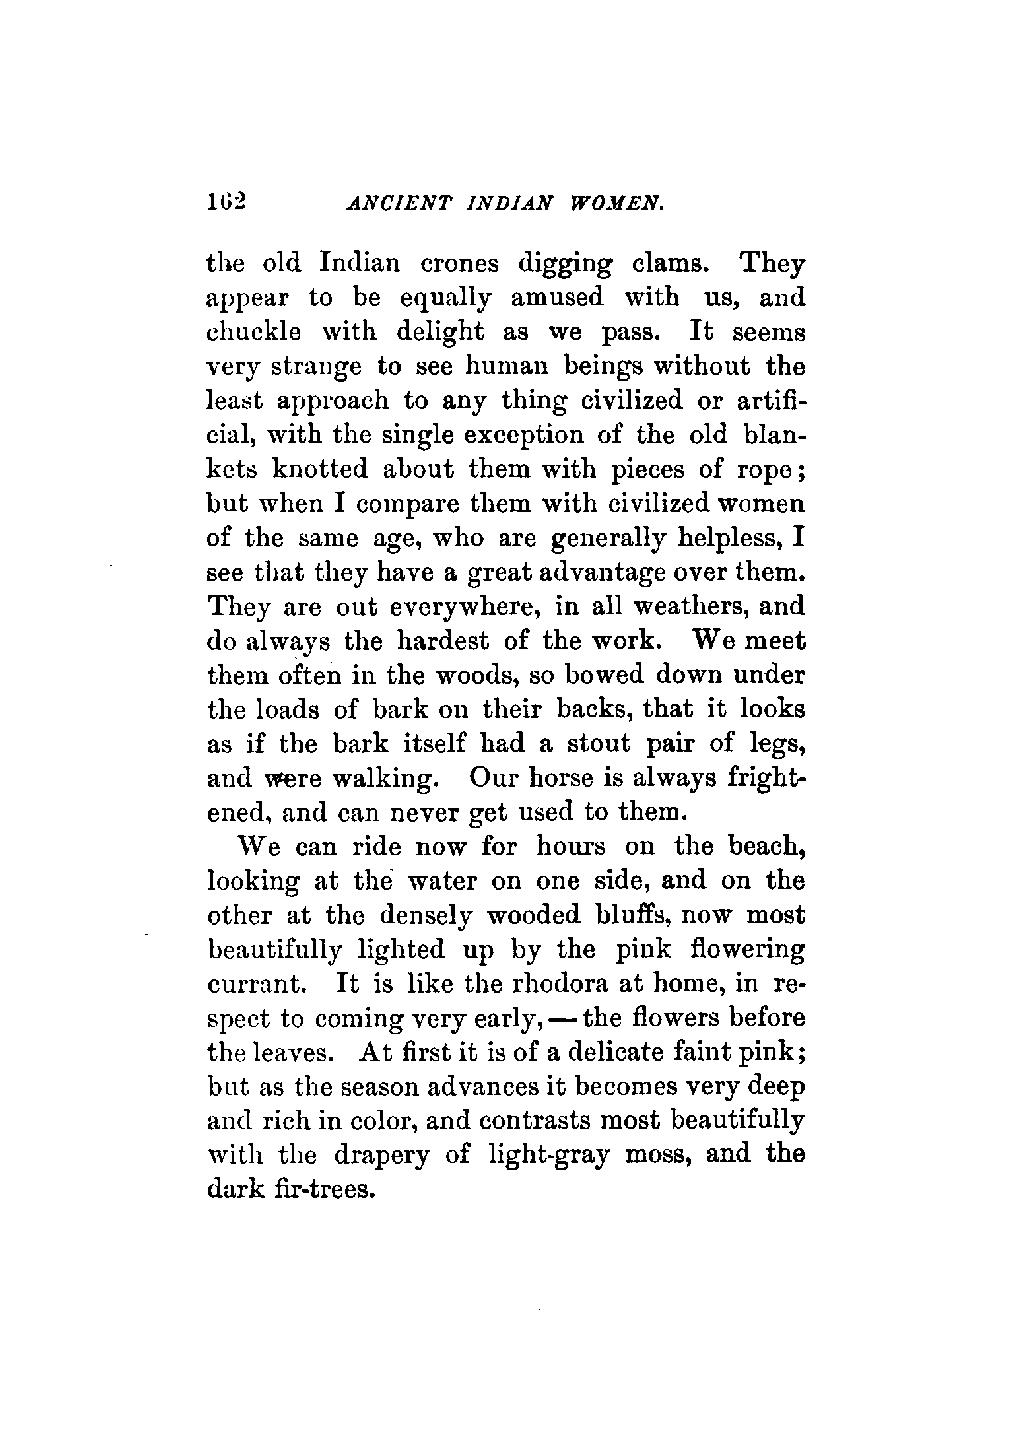 162 ANCIENT INDIAN WOMEN.
the old Indian crones digging clams. They
appear to be equally amused with us, and
chuckle with delight as we pass. It seems
very strange to see human beings without the
least approach to any thing civilized or artifi-
cial, with the single exception of the old blan-
kets knotted about them with pieces of rope;
but when I compare them with civilized women
of the same age, who are generally helpless, I
see that they have a great advantage over them.
They are out everywhere, in all weathers, and
do always the hardest of the work. We meet
them often in the woods, so bowed down under
the loads of bark on their backs, that it looks
as if the bark itself had a stout pair of legs,
and were walking. Our horse is always fright-
ened, and can never get used to them.
We can ride now for hours on the beach,
looking at the water on one side, and on the
other at the densely wooded bluffs, now most
beautifully lighted up by the pink flowering
currant. It is like the rhodora at home, in re-
spect to coming very early,—the flowers before
the leaves. At first it is of a delicate faint pink;
but as the season advances it becomes very deep
and rich in color, and contrasts most beautifully
with the drapery of light-gray moss, and the
dark fir-trees.